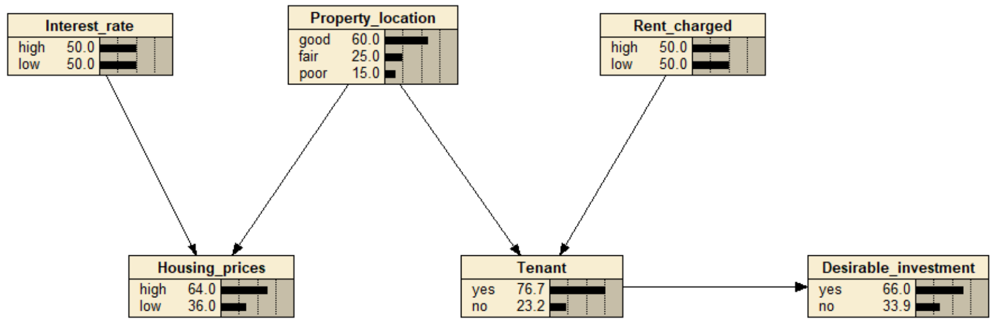 Interest_rate
high 50.0
low 50.0
Property_location
good 60.0
fair 25.0
poor 15.0
Rent_charged
high 50.0
low 50.0
Housing_prices
high 64.0
low 36.0
Tenant
yes 76.7
no 23.2
Desirable_investment
yes 66.0
no 33.9